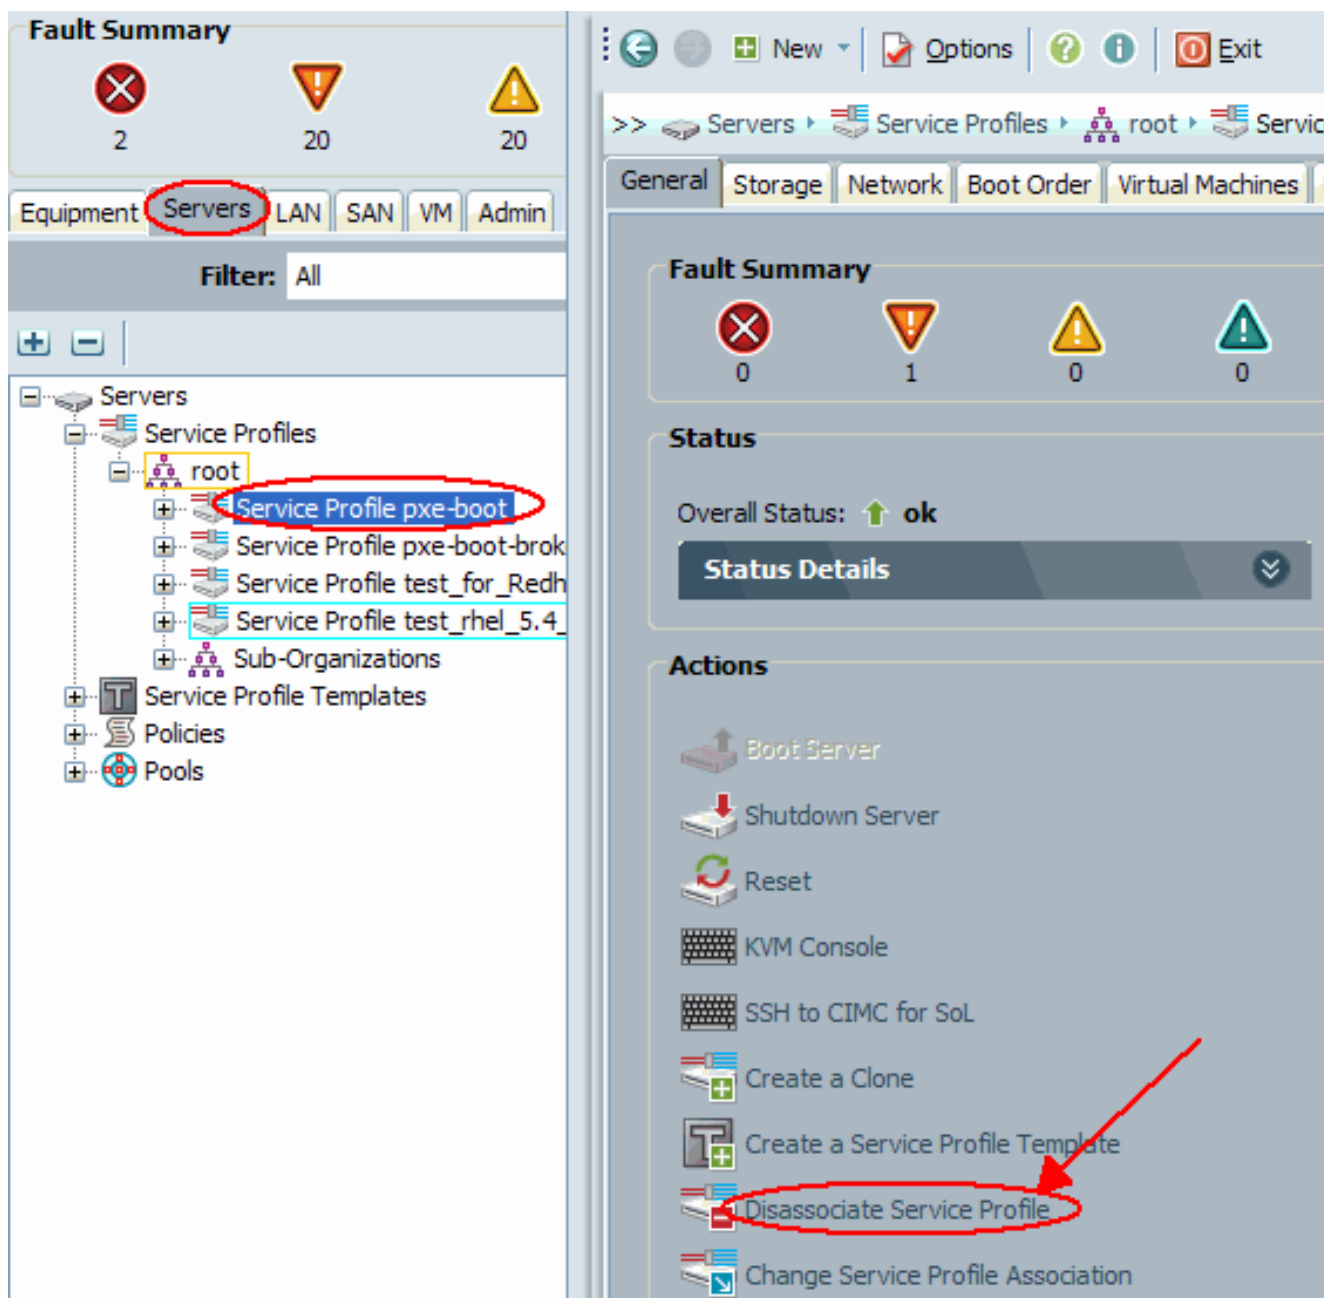 Fault Summary
2 20 20
Equipment Servers LAN SAN VM Admin
Filter: All
Servers
Service Profiles
root
Service Profile pxe-boot
Service Profile pxe-boot-brok
Service Profile test_for_Redh
Service Profile test_rhel_5.4_
Sub-Organizations
Service Profile Templates
Policies
Pools
New Options Exit
>> Servers Service Profiles root Servic
General Storage Network Boot Order Virtual Machines
Fault Summary
0 1 0 0
Status
Overall Status: ok
Status Details
Actions
Boot Server
Shutdown Server
Reset
KVM Console
SSH to CIMC for SoL
Create a Clone
Create a Service Profile Template
Disassociate Service Profile
Change Service Profile Association